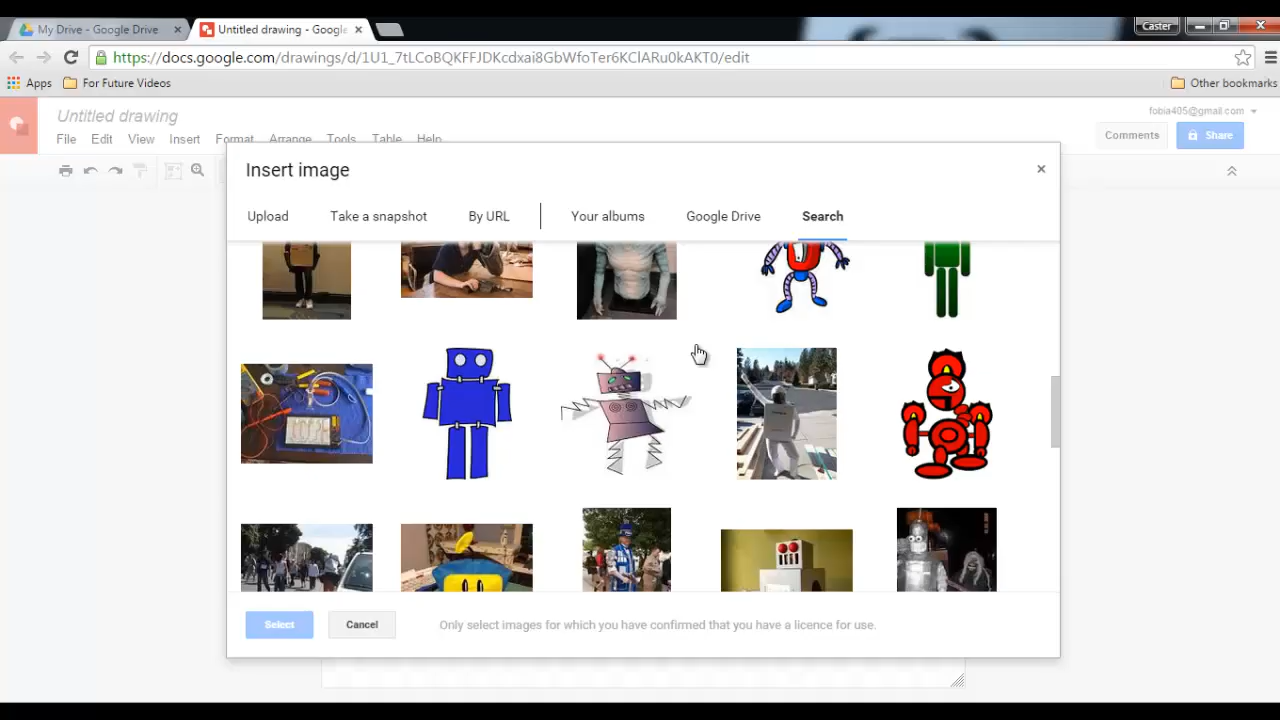 My Drive - Google Drive
Untitled drawing - Google
Caster
https://docs.google.com/drawings/d/1U1_7tLCoBQKFFJDKcdxai8GbWfoTer6KClARu0kAKT0/edit
Apps
For Future Videos
Other bookmarks
Untitled drawing
fobia405@gmail.com
File Edit View Insert Format Arrange Tools Table Help
Comments
Share
Insert image
Upload Take a snapshot By URL Your albums Google Drive Search
Select Cancel Only select images for which you have confirmed that you have a licence for use.